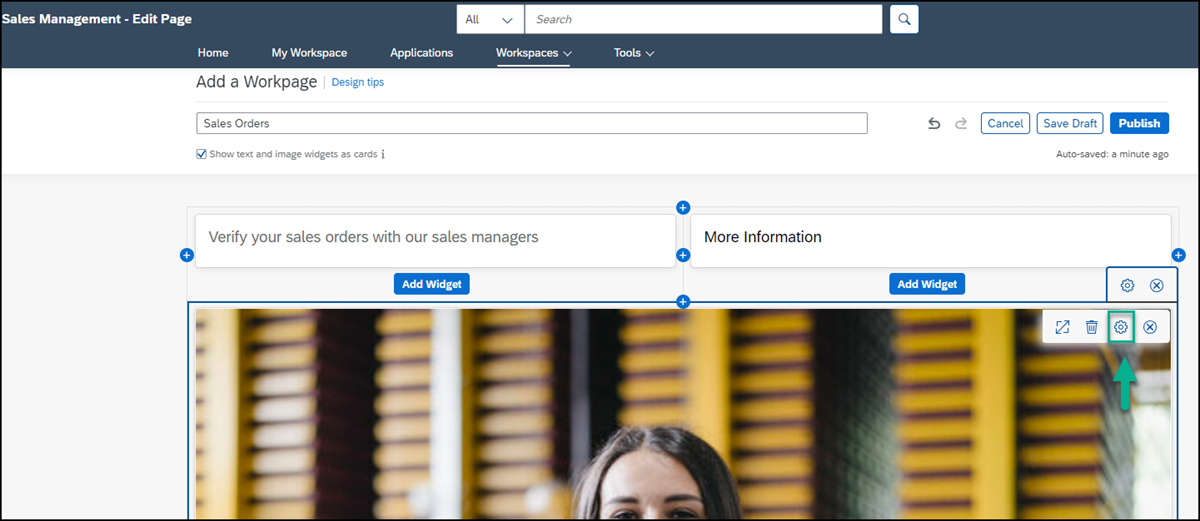 Sales Management - Edit Page
All
Search
Home
My Workspace
Applications
Workspaces
Tools
Add a Workpage
Design tips
Sales Orders
Cancel
Save Draft
Publish
Show text and image widgets as cards
Auto-saved: a minute ago
Verify your sales orders with our sales managers
More Information
Add Widget
Add Widget